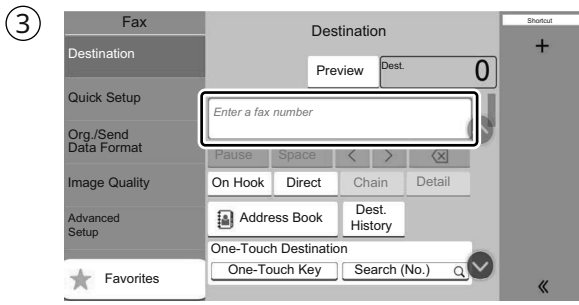 3
Fax
Destination
Quick Setup
Org./Send
Data Format
Image Quality
Advanced
Setup
Favorites
Destination
Preview
Dest.
0
Enter a fax number
Pause Space
On Hook Direct Chain Detail
Address Book
Dest.
History
One-Touch Destination
One-Touch Key Search (No.)
Shortcut
+
«